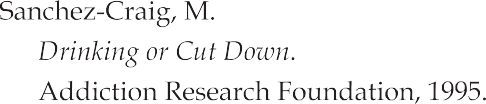 Sanchez-Craig, M.
Drinking or Cut Down.
Addiction Research Foundation, 1995.